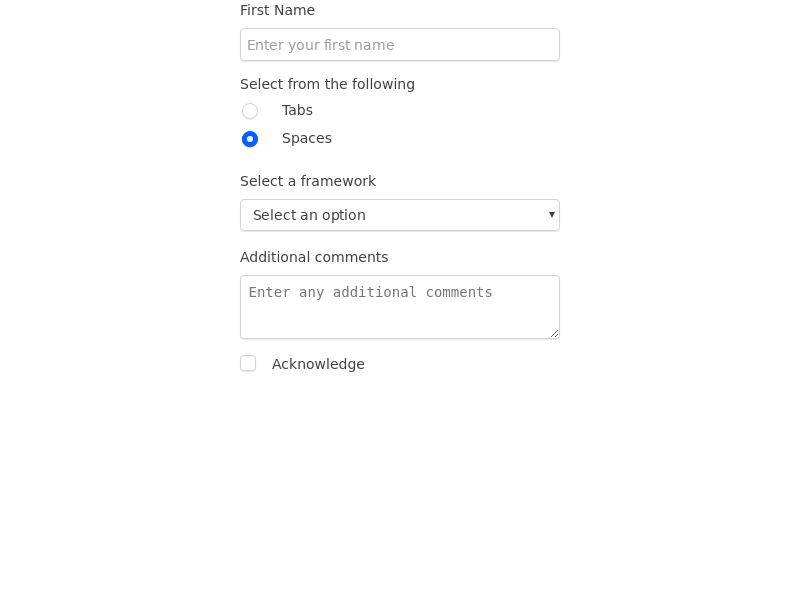 First Name
Enter your first name
Select from the following
Tabs
Spaces
Select a framework
Select an option
Additional comments
Enter any additional comments
Acknowledge